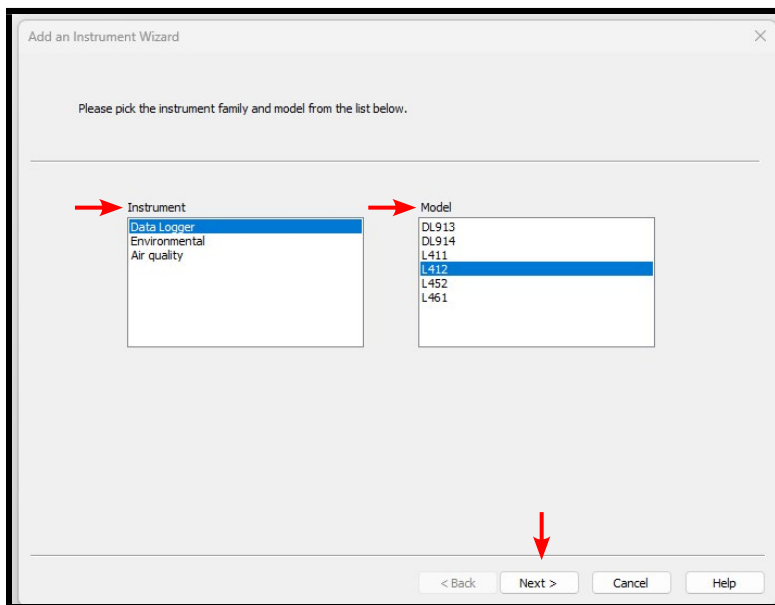 Add an Instrument Wizard
Please pick the instrument family and model from the list below.
Instrument
Data Logger
Environmental
Air quality
Model
DL913
DL914
L411
L412
L452
L461
< Back Next > Cancel Help